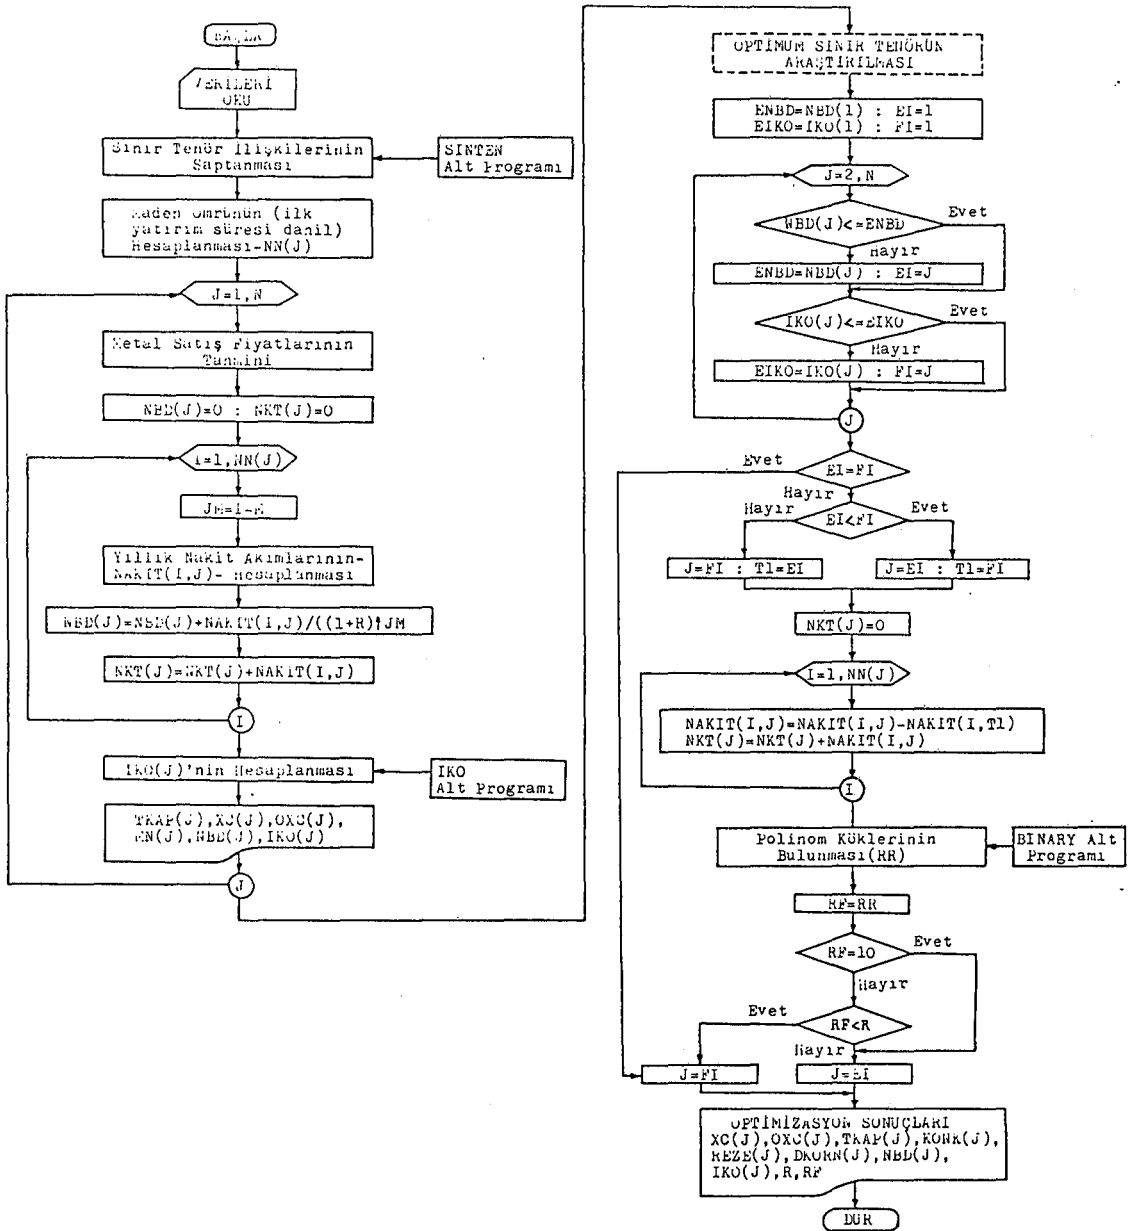 BAŞLA
VERİLERİ
OKU
Sınır Tenör İlişkilerinin
Saptanması
SINTEN
Alt Programı
Maden Ömrünün (ilk
yatırım süresi dahil)
Hesaplanması-NN(J)
J=1,N
Metal Satış Fiyatlarının
Tahmini
NBD(J)=0 : NKT(J)=0
I=1,NN(J)
JM=I-M
Yıllık Nakit Akımlarının-
NAKIT(I,J)- Hesaplanması
NBD(J)=NBD(J)+NAKIT(I,J)/((1+R)↑JM
NKT(J)=NKT(J)+NAKIT(I,J)
I
IKO(J)'nin Hesaplanması
IKO
Alt Programı
TKAP(J),XC(J),OXC(J),
EN(J),NBD(J),IKO(J)
J
OPTİMUM SINIR TENÖRÜN
ARAŞTIRILMASI
ENBD=NBD(1) : EI=1
EIKO=IKO(1) : FI=1
J=2,N
NBD(J)<=ENBD
Evet
Hayır
ENBD=NBD(J) : EI=J
IKO(J)<=EIKO
Evet
Hayır
EIKO=IKO(J) : FI=J
J
Evet
EI=FI
Hayır
Hayır
EI<FI
Evet
J=FI : T1=EI
J=EI : T1=FI
NKT(J)=0
I=1,NN(J)
NAKIT(I,J)=NAKIT(I,J)-NAKIT(I,T1)
NKT(J)=NKT(J)+NAKIT(I,J)
I
Polinom Köklerinin
Bulunması(RR)
BINARY Alt
Programı
RF=RR
RF=10
Evet
Hayır
Evet
RF<R
Hayır
J=FI
J=EI
OPTİMİZASYON SONUÇLARI
XC(J),OXC(J),TKAP(J),KONK(J),
REZE(J),DKORN(J),NBD(J),
IKO(J),R,RF
DUR